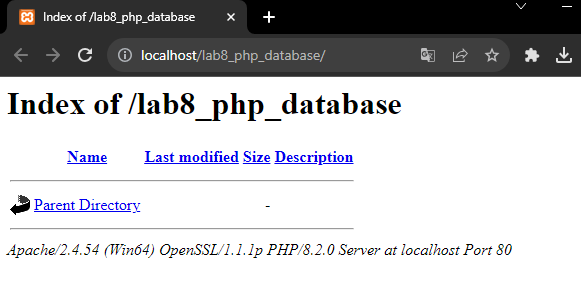 Index of /lab8_php_database
localhost/lab8_php_database/
Index of /lab8_php_database
Name Last modified Size Description
Parent Directory -
Apache/2.4.54 (Win64) OpenSSL/1.1.1p PHP/8.2.0 Server at localhost Port 80